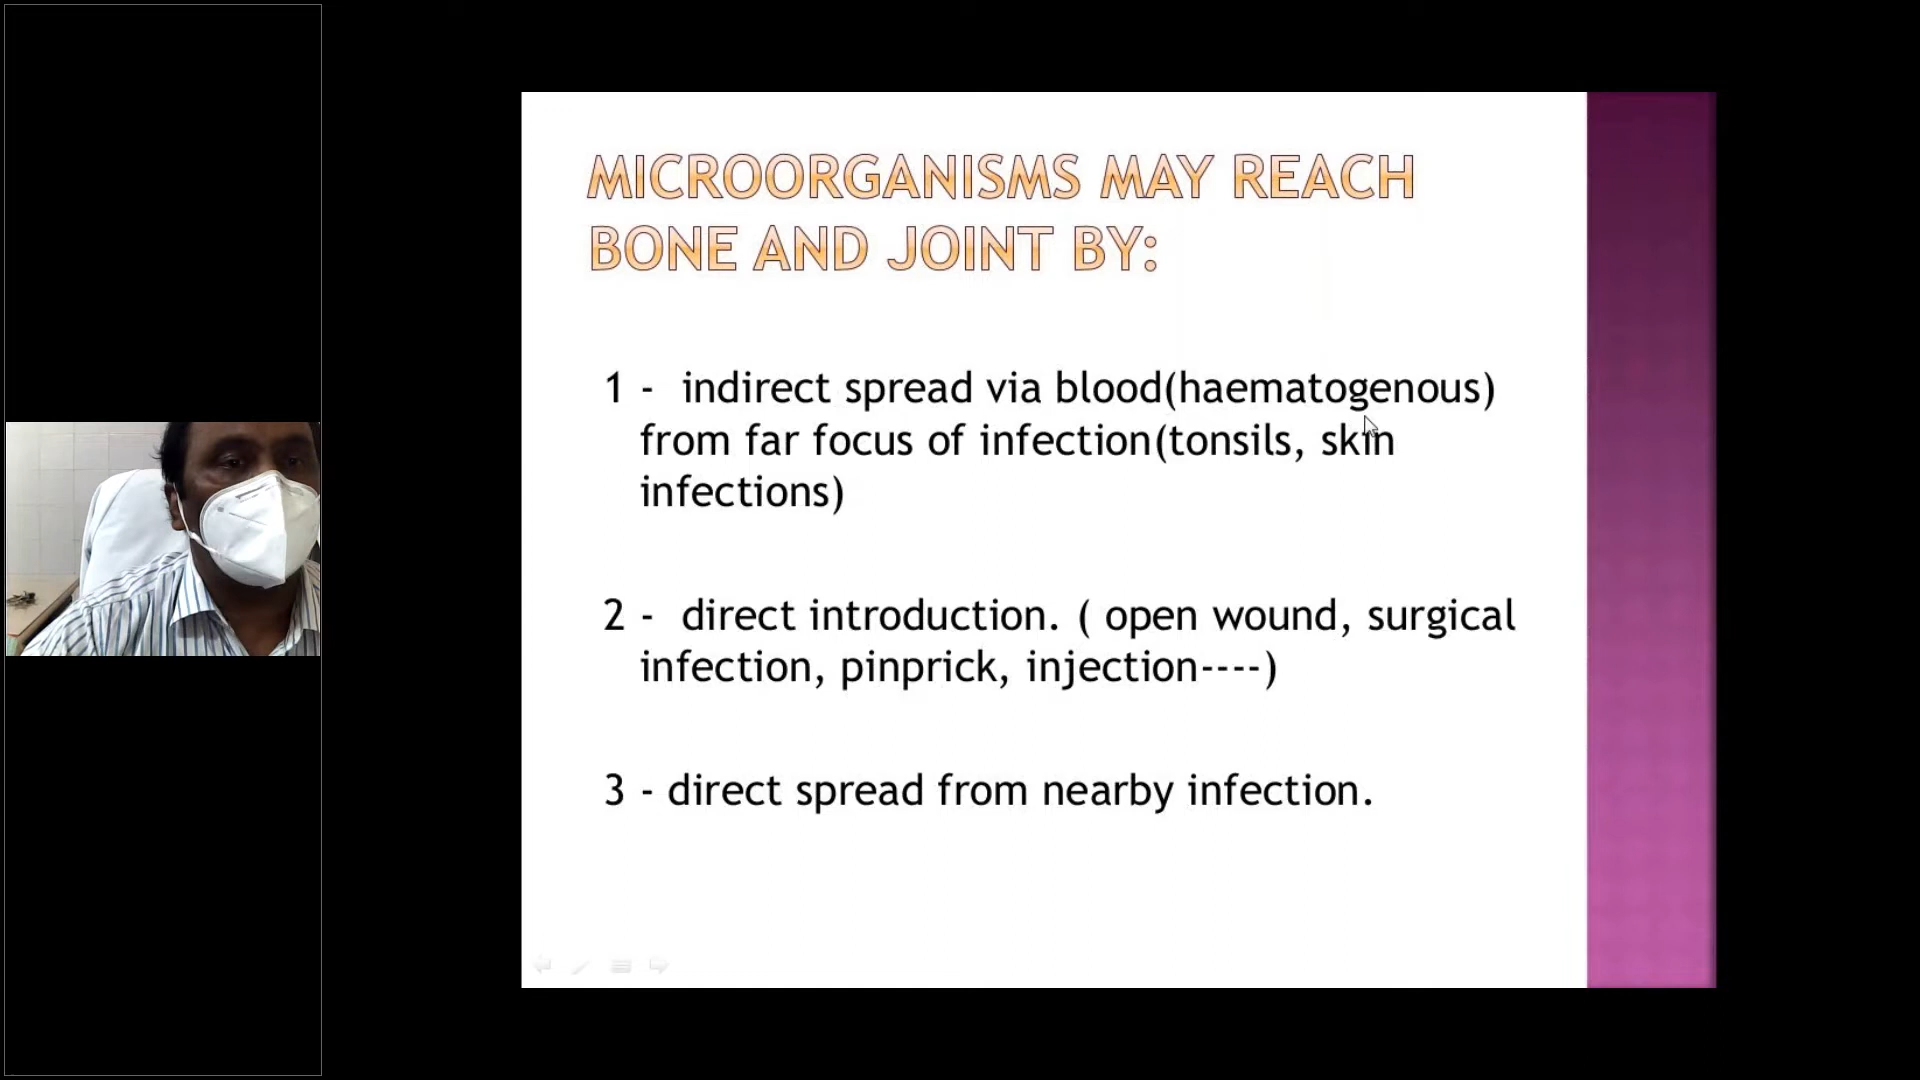 MICROORGANISMS MAY REACH
BONE AND JOINT BY:
1 - indirect spread via blood(haematogenous)
from far focus of infection(tonsils, skin
infections)
2 - direct introduction. ( open wound, surgical
infection, pinprick, injection----)
3 - direct spread from nearby infection.